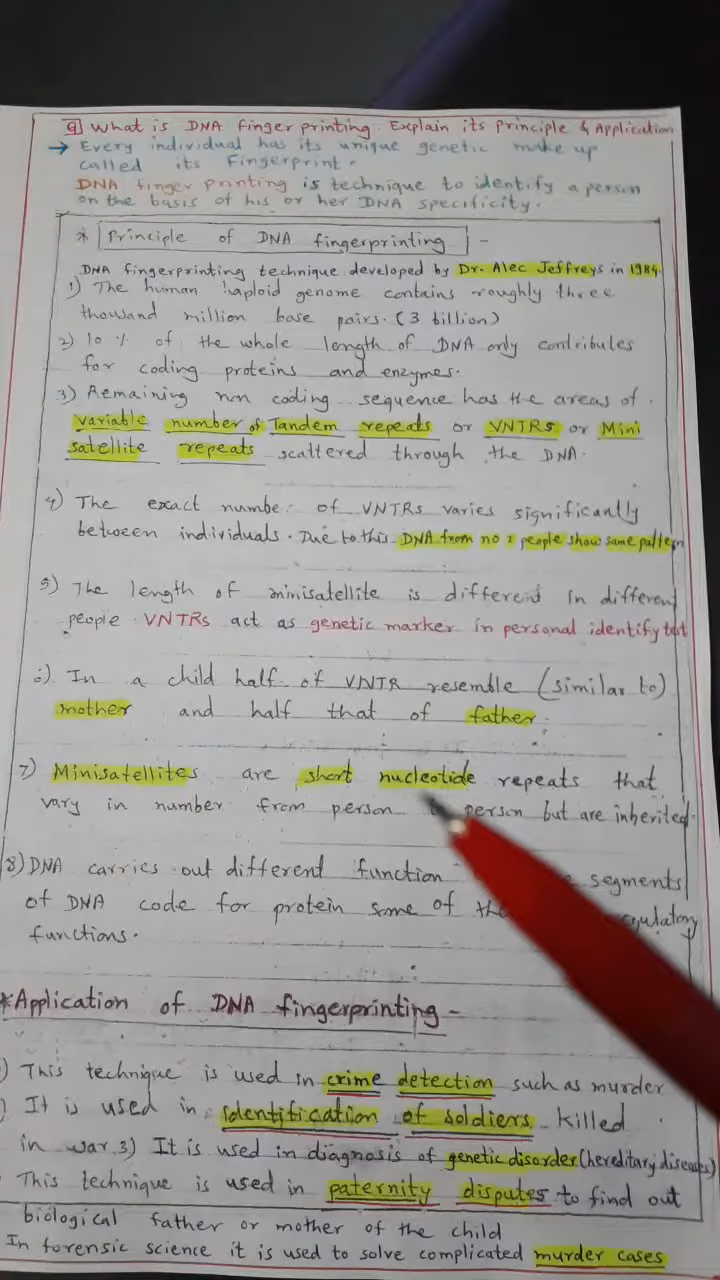 Q What is DNA finger printing. Explain its Principle & Application
→ Every individual has its unique genetic make up
called its Fingerprint.
DNA finger printing is technique to identify a person
on the basis of his or her DNA specificity.
* Principle of DNA fingerprinting -
DNA fingerprinting technique developed by Dr. Alec Jeffreys in 1984.
1) The human haploid genome contains roughly three
thousand million base pairs. (3 billion)
2) 10 % of the whole length of DNA only contributes
for coding proteins and enzymes.
3) Remaining non coding sequence has the areas of
variable number of Tandem repeats or VNTRs or Mini
satellite repeats scattered through the DNA.
4) The exact number of VNTRs varies significantly
between individuals. Due to this DNA from no 2 people show same pattern
5) The length of minisatellite is different in different
people VNTRs act as genetic marker in personal identify test
6) In a child half of VNTR resemble (similar to)
mother and half that of father.
7) Minisatellites are short nucleotide repeats that
vary in number from person person but are inherited.
8) DNA carries out different function segments
of DNA code for protein some of
functions.
*Application of DNA fingerprinting -
) This technique is used in crime detection such as murder
) It is used in identification of soldiers killed
in war. 3) It is used in diagnosis of genetic disorder (hereditary diseases)
This technique is used in paternity disputes to find out
biological father or mother of the child
In forensic science it is used to solve complicated murder cases